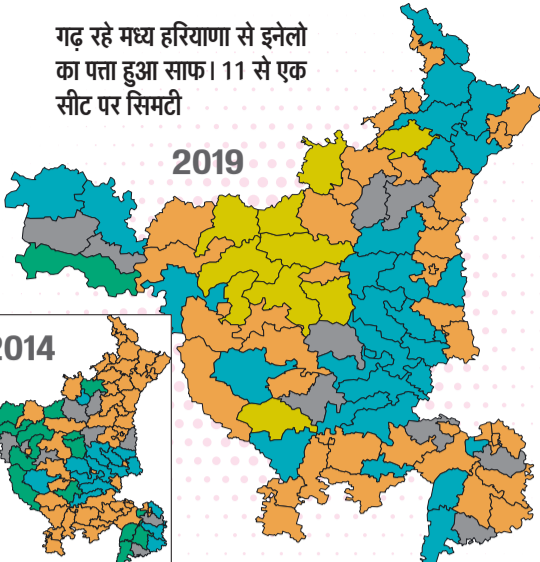 गढ़ रहे मध्य हरियाणा से इनेलो
का पत्ता हुआ साफ। 11 से एक
सीट पर सिमटी
2019
2014